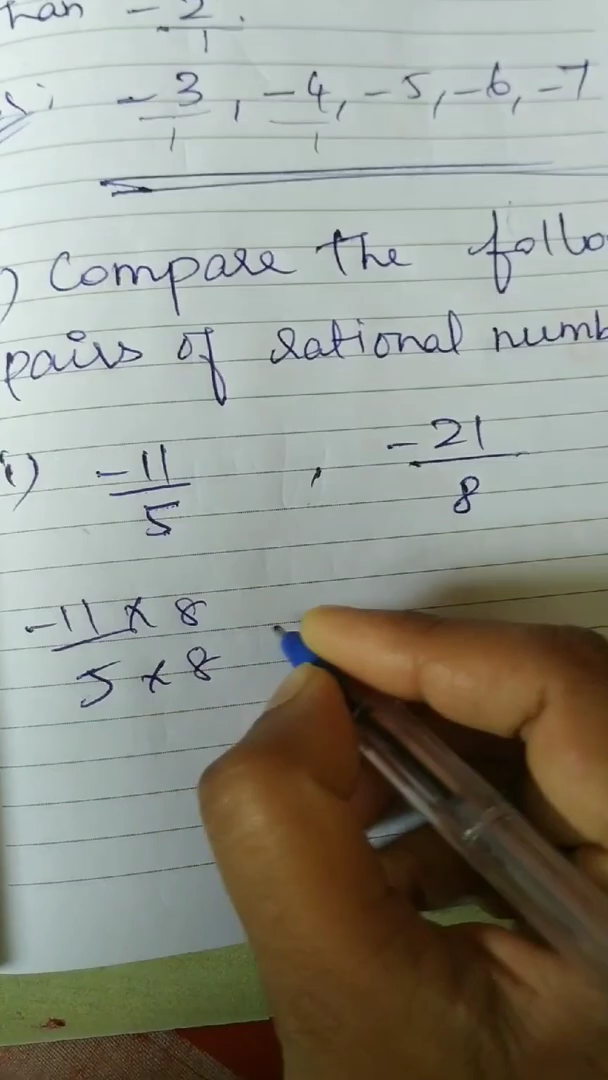 than -2/1.
-3/1, -4/1, -5, -6, -7
) Compare the follo
pairs of rational numb
i) -11/5 , -21/8
-11 × 8 / 5 × 8